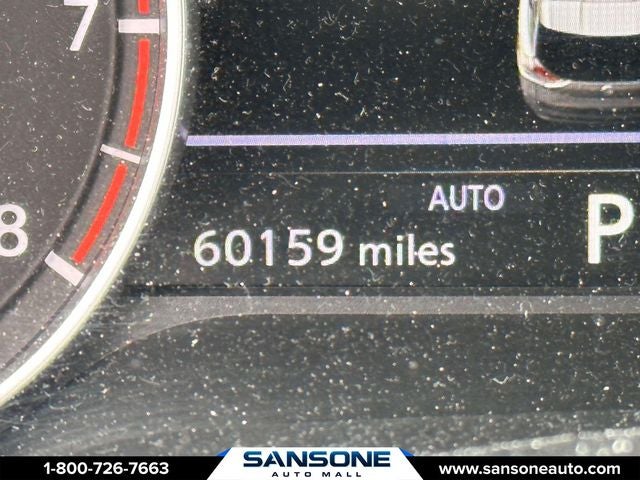 7
AUTO P
8 60159 miles
1-800-726-7663 SANSONE AUTO MALL www.sansoneauto.com